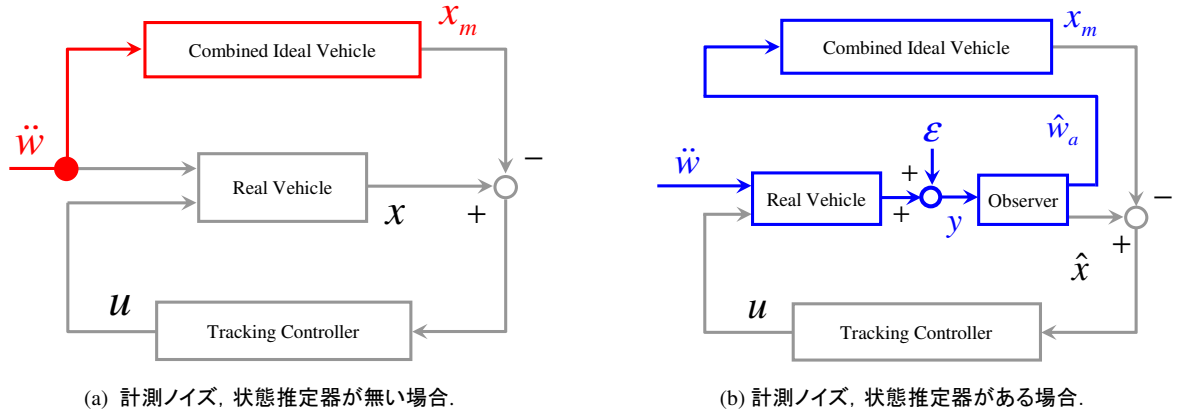 x_m
Combined Ideal Vehicle
ẅ
−
Real Vehicle
x
+
u
Tracking Controller
(a) 計測ノイズ, 状態推定器が無い場合.
x_m
Combined Ideal Vehicle
ŵ_a
ε
ẅ
+
−
Real Vehicle
Observer
+
y
+
x̂
u
Tracking Controller
(b) 計測ノイズ, 状態推定器がある場合.